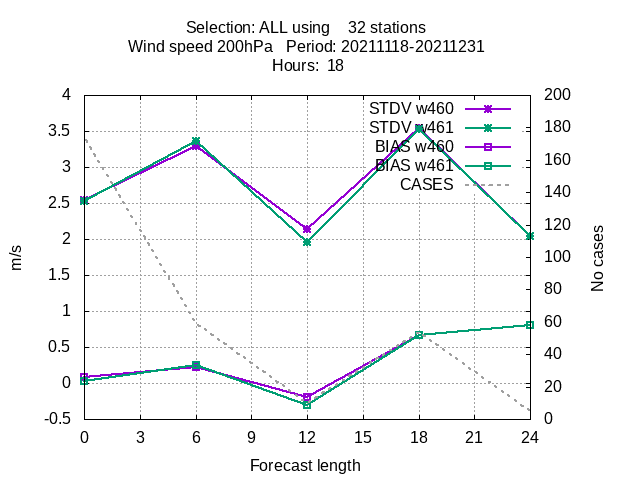 Selection: ALL using 32 stations
Wind speed 200hPa Period: 20211118-20211231
Hours: 18
STDV w460
STDV w461
BIAS w460
BIAS w461
CASES
4
3.5
3
2.5
2
1.5
1
0.5
0
-0.5
200
180
160
140
120
100
80
60
40
20
0
m/s
No cases
0 3 6 9 12 15 18 21 24
Forecast length